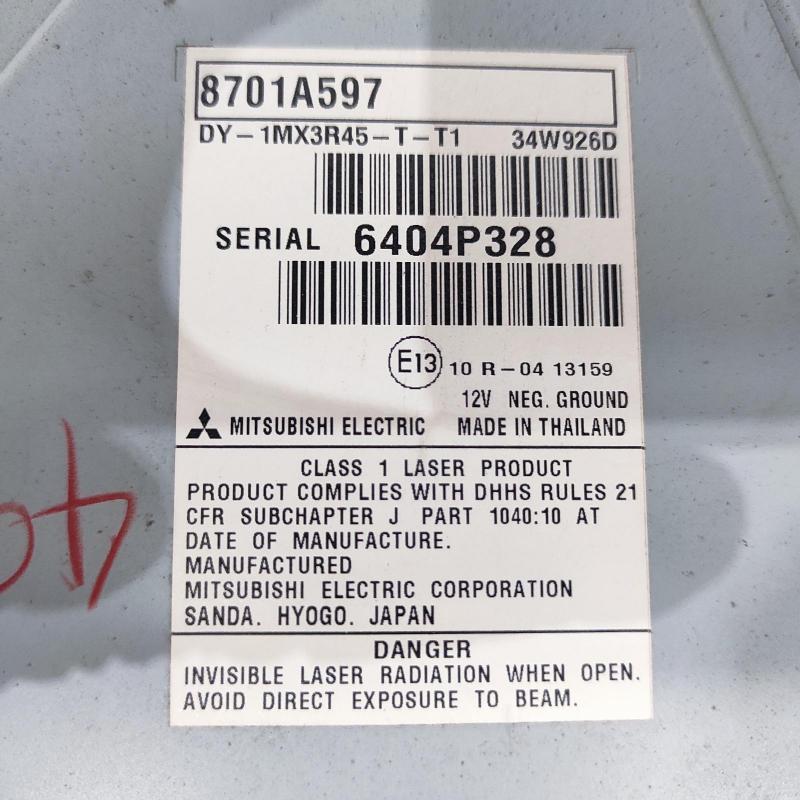 8701A597
DY-1MX3R45-T-T1 34W926D
SERIAL 6404P328
E13 10 R-04 13159
12V NEG. GROUND
MITSUBISHI ELECTRIC MADE IN THAILAND
CLASS 1 LASER PRODUCT
PRODUCT COMPLIES WITH DHHS RULES 21
CFR SUBCHAPTER J PART 1040:10 AT
DATE OF MANUFACTURE.
MANUFACTURED
MITSUBISHI ELECTRIC CORPORATION
SANDA. HYOGO. JAPAN
DANGER
INVISIBLE LASER RADIATION WHEN OPEN.
AVOID DIRECT EXPOSURE TO BEAM.